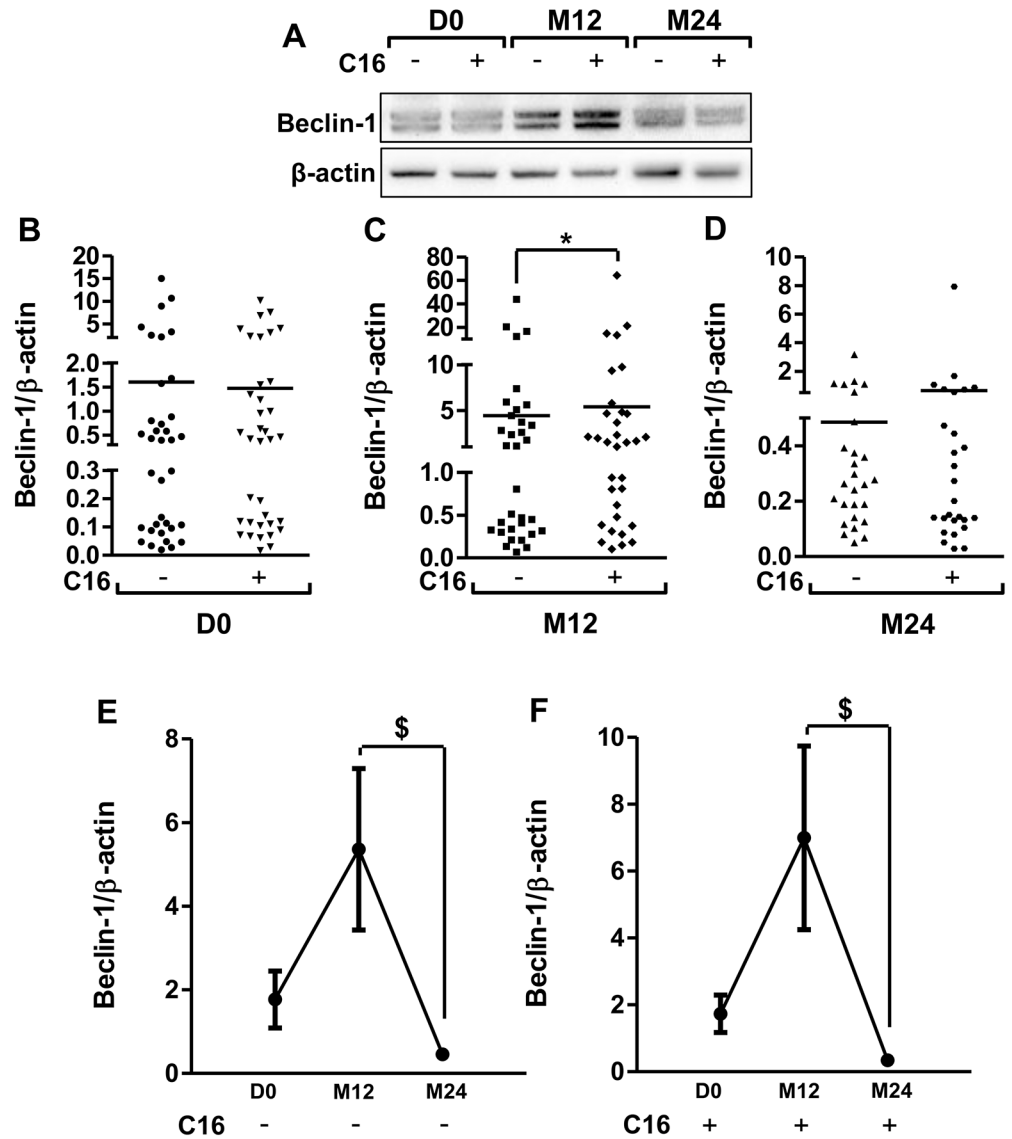 A D0 M12 M24
C16 - + - + - +
Beclin-1
β-actin
B C D
Beclin-1/β-actin
20
15
10
5
2.0
1.5
1.0
0.5
0.3
0.2
0.1
0.0
C16 - +
D0
Beclin-1/β-actin
*
80
60
40
20
10
5
1.0
0.5
0.0
C16 - +
M12
Beclin-1/β-actin
10
8
6
4
2
0.4
0.2
0.0
C16 - +
M24
E
$
Beclin-1/β-actin
8
6
4
2
0
D0 M12 M24
C16 - - -
F
$
Beclin-1/β-actin
10
8
6
4
2
0
D0 M12 M24
C16 + + +